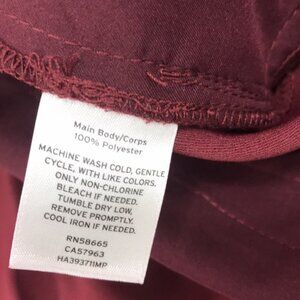 Main Body/Corps
100% Polyester
MACHINE WASH COLD, GENTLE
CYCLE, WITH LIKE COLORS.
ONLY NON-CHLORINE
BLEACH IF NEEDED.
TUMBLE DRY LOW,
REMOVE PROMPTLY.
COOL IRON IF NEEDED.
RN58665
CA57963
HA393711MP